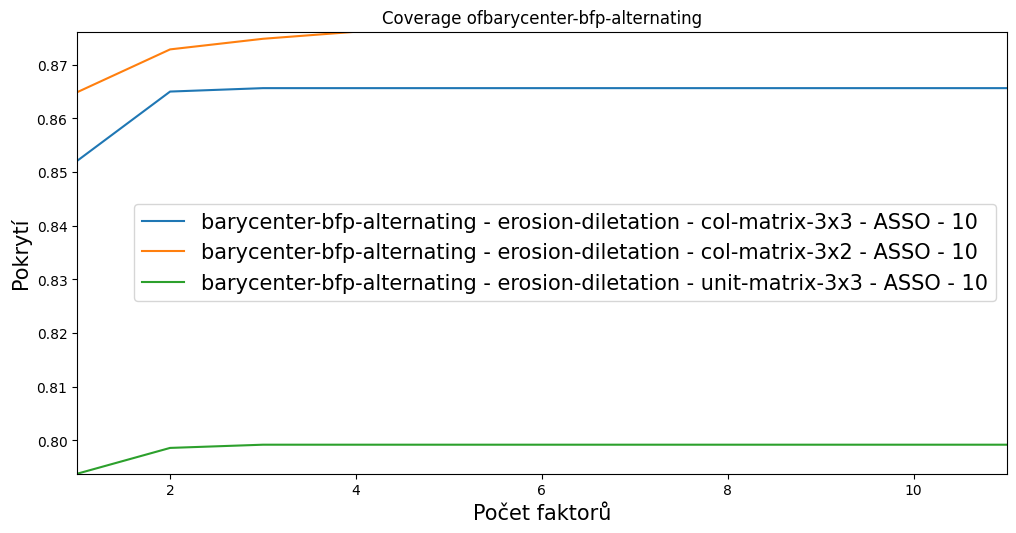 Coverage ofbarycenter-bfp-alternating
0.87
0.86
0.85
0.84
0.83
0.82
0.81
0.80
Pokrytí
barycenter-bfp-alternating - erosion-diletation - col-matrix-3x3 - ASSO - 10
barycenter-bfp-alternating - erosion-diletation - col-matrix-3x2 - ASSO - 10
barycenter-bfp-alternating - erosion-diletation - unit-matrix-3x3 - ASSO - 10
2 4 6 8 10
Počet faktorů